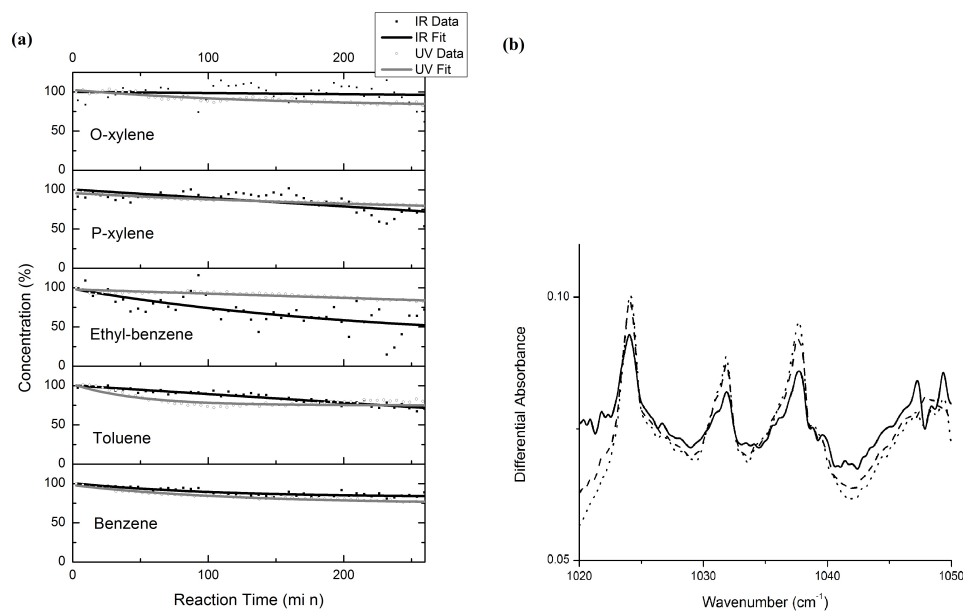 (a)
IR Data
IR Fit
UV Data
UV Fit
(b)
0 100 200
100
50
0
O-xylene
100
50
0
P-xylene
100
50
0
Ethyl-benzene
100
50
0
Toluene
100
50
0
Benzene
0 100 200
Concentration (%)
Reaction Time (mi n)
0.10
0.05
Differential Absorbance
1020 1030 1040 1050
Wavenumber (cm-1)